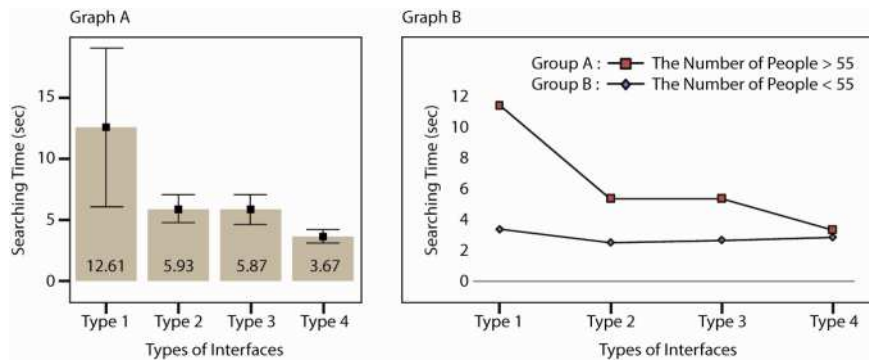 Graph A
Searching Time (sec)
15
10
5
0
12.61
5.93
5.87
3.67
Type 1
Type 2
Type 3
Type 4
Types of Interfaces
Graph B
Group A : The Number of People > 55
Group B : The Number of People < 55
Searching Time (sec)
12
10
8
6
4
2
0
Type 1
Type 2
Type 3
Type 4
Types of Interfaces